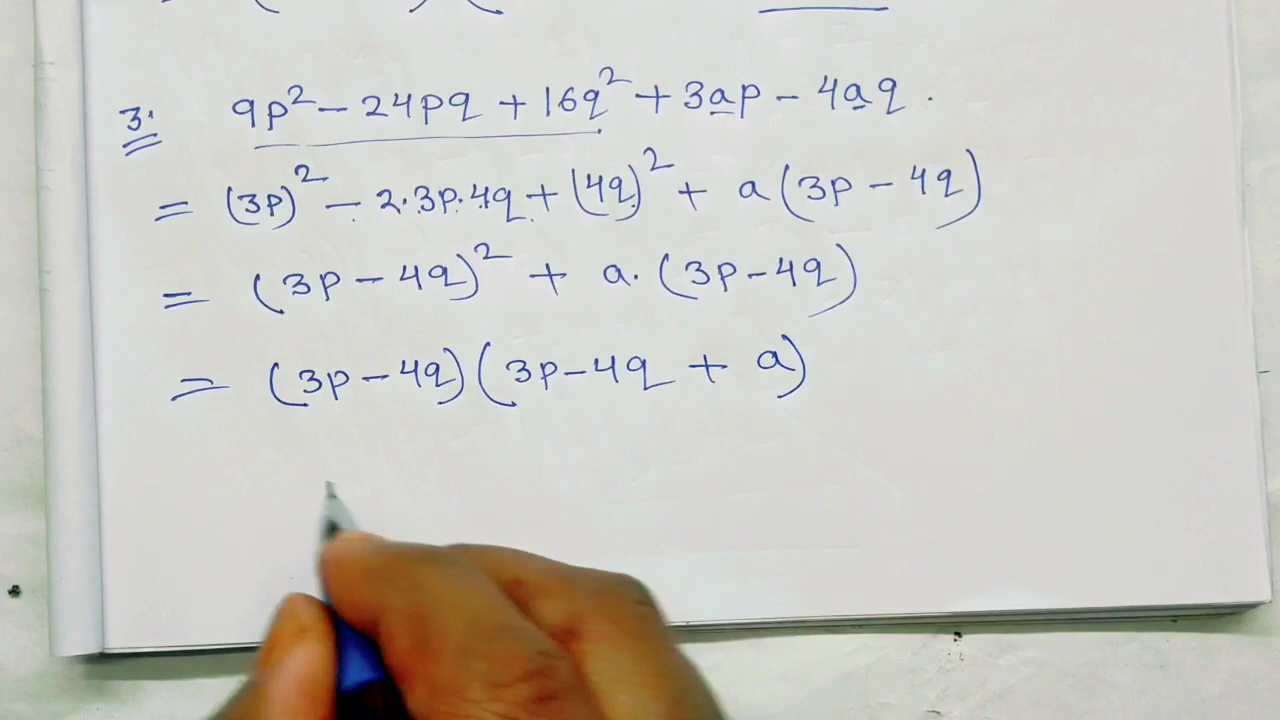 3. 9p² - 24pq + 16q² + 3ap - 4aq.
= (3p)² - 2·3p·4q + (4q)² + a(3p - 4q)
= (3p - 4q)² + a·(3p - 4q)
= (3p - 4q)(3p - 4q + a)